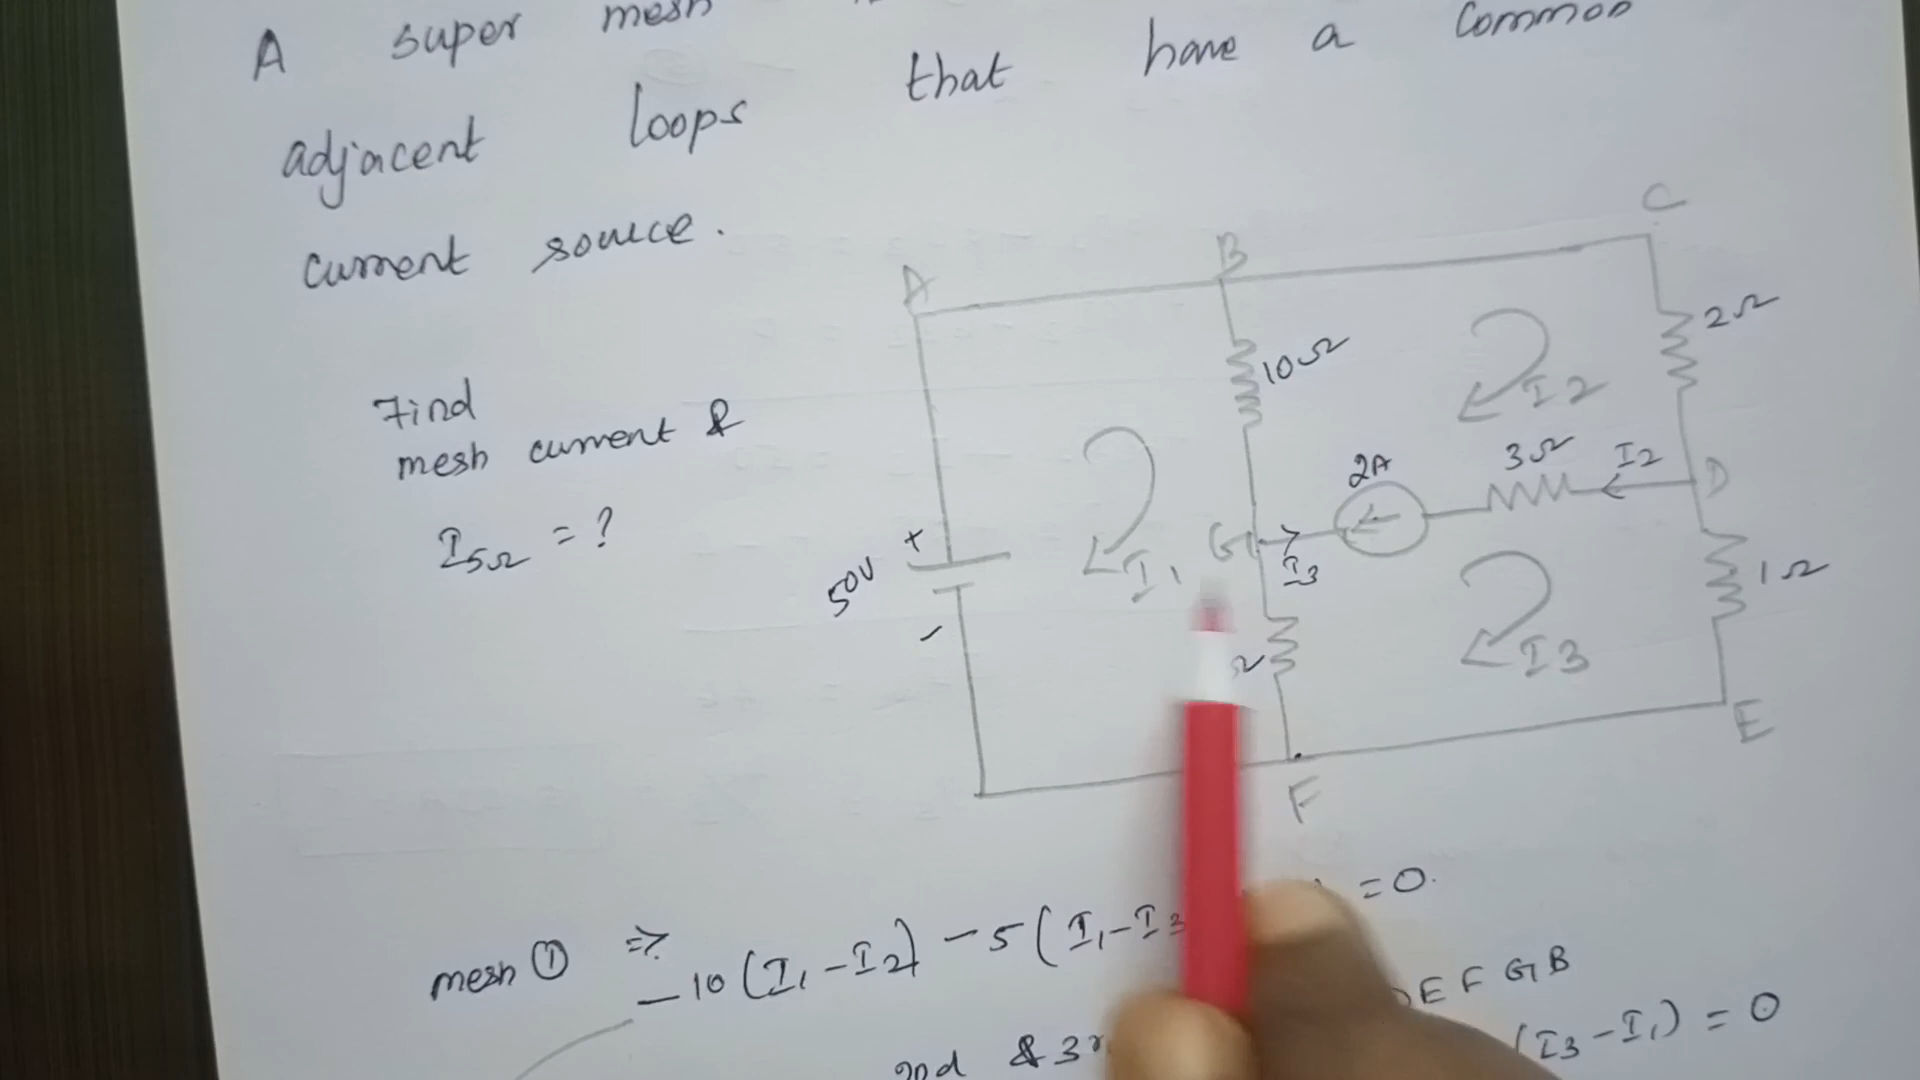 A super mesh
adjacent loops that have a common
current source.
Find
mesh current &
I5Ω = ?
A
B
C
10Ω
2Ω
I2
2A
3Ω
I2
D
I1
G
I3
+
50V
-
Ω
1Ω
I3
E
F
mesh ① ⇒
-10(I1-I2) -5(I1-I3 = 0.
EFGB
2nd & 3r
(I3-I1) = 0